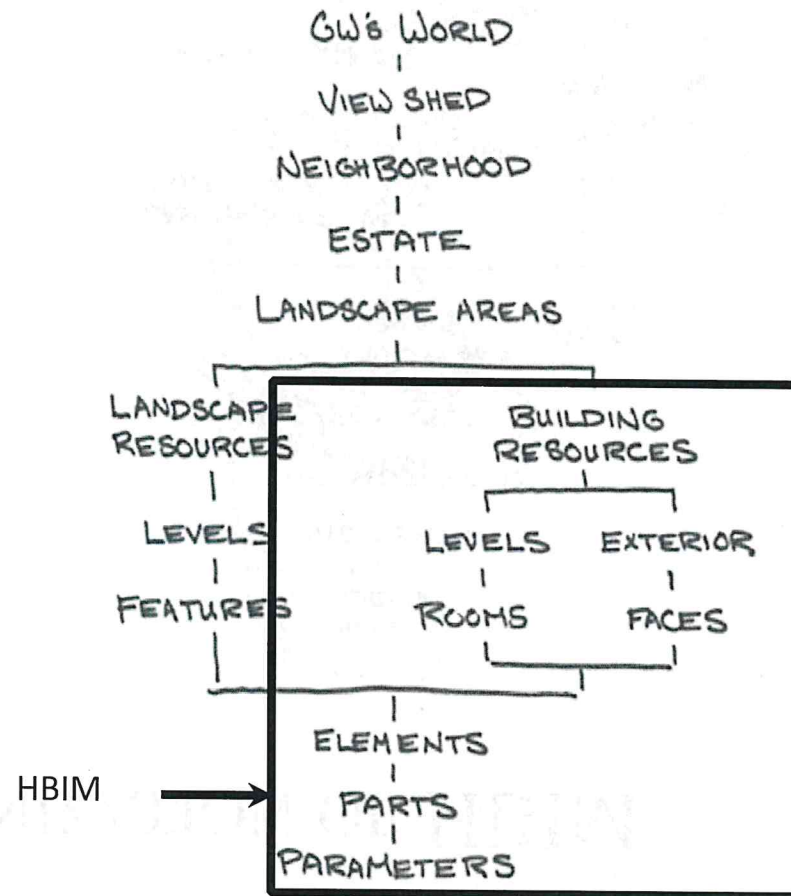 GW's WORLD
VIEW SHED
NEIGHBORHOOD
ESTATE
LANDSCAPE AREAS
LANDSCAPE
RESOURCES
BUILDING
RESOURCES
LEVELS
LEVELS
EXTERIOR
FEATURES
ROOMS
FACES
ELEMENTS
HBIM
PARTS
PARAMETERS